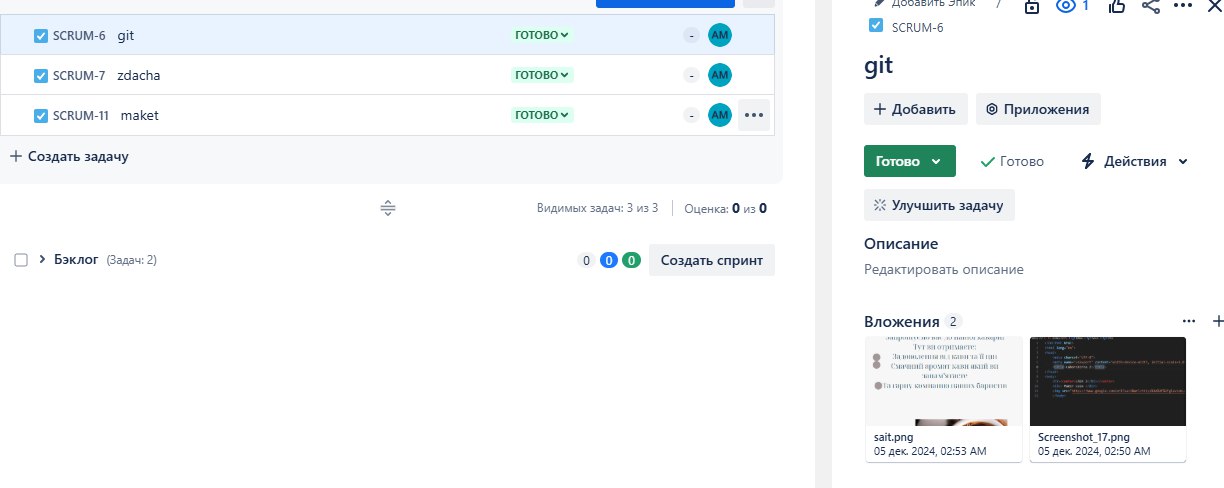 SCRUM-6 git ГОТОВО - AM
SCRUM-7 zdacha ГОТОВО - AM
SCRUM-11 maket ГОТОВО - AM
+ Создать задачу
Видимых задач: 3 из 3 Оценка: 0 из 0
Бэклог (Задач: 2) 0 0 0 Создать спринт
Добавить Эпик / 1
SCRUM-6
git
+ Добавить Приложения
Готово Готово Действия
Улучшить задачу
Описание
Редактировать описание
Вложения 2
Тут ви отримаєте:
sait.png
05 дек. 2024, 02:53 AM
Screenshot_17.png
05 дек. 2024, 02:50 AM